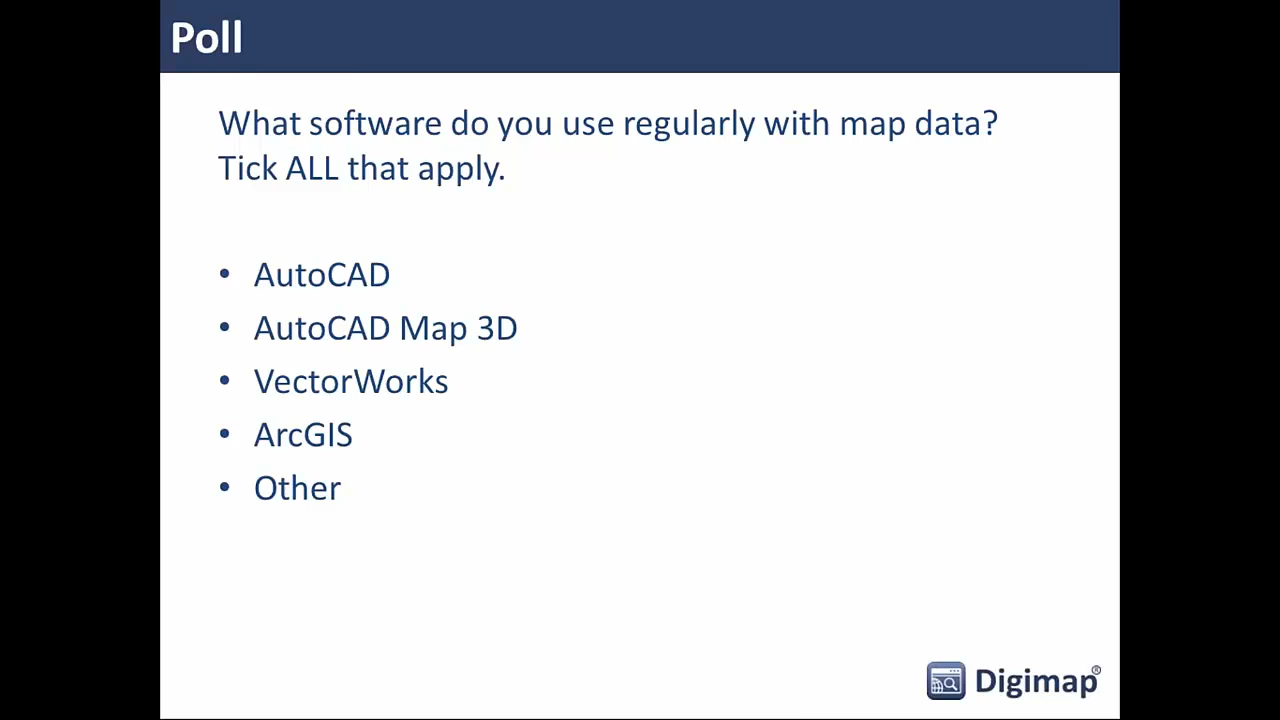 Poll
What software do you use regularly with map data?
Tick ALL that apply.
• AutoCAD
• AutoCAD Map 3D
• VectorWorks
• ArcGIS
• Other
Digimap®